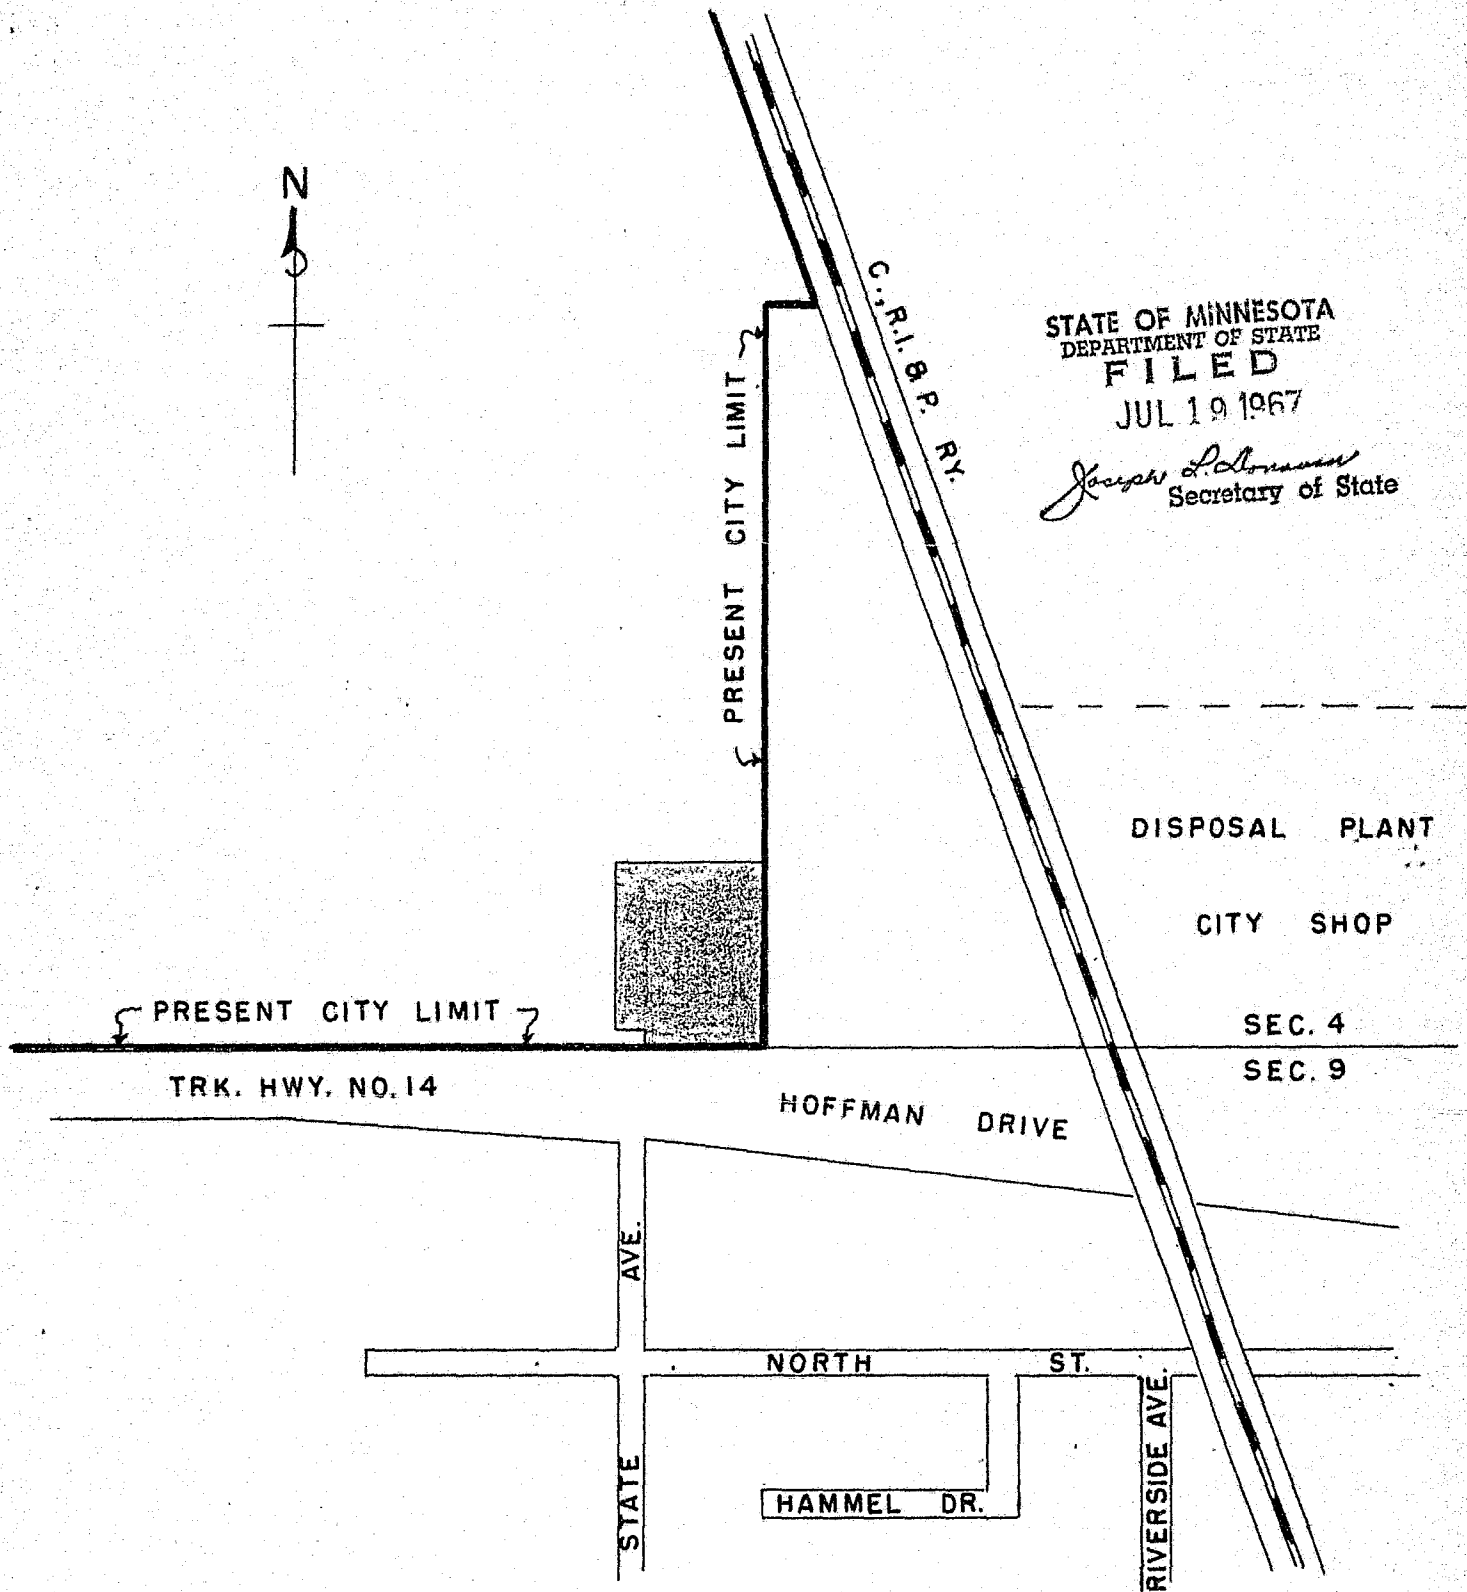 N
C., R.I. & P. RY.
STATE OF MINNESOTA
DEPARTMENT OF STATE
FILED
JUL 19 1967
Joseph L. Donovan
Secretary of State
PRESENT CITY LIMIT
DISPOSAL PLANT
CITY SHOP
PRESENT CITY LIMIT
SEC. 4
SEC. 9
TRK. HWY. NO. 14
HOFFMAN DRIVE
AVE.
NORTH ST.
STATE
HAMMEL DR.
RIVERSIDE AVE.